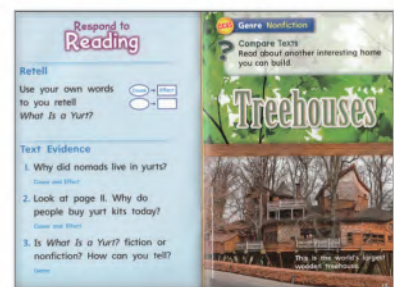 Respond to
Reading
Retell
Use your own words
to you retell
What Is a Yurt?
Cause
Effect
Text Evidence
1. Why did nomads live in yurts?
Cause and Effect
2. Look at page 11. Why do
people buy yurt kits today?
Cause and Effect
3. Is What Is a Yurt? fiction or
nonfiction? How can you tell?
Genre
Genre Nonfiction
Compare Texts
Read about another interesting home
you can build.
Treehouses
This is the world's largest
wooden treehouse.